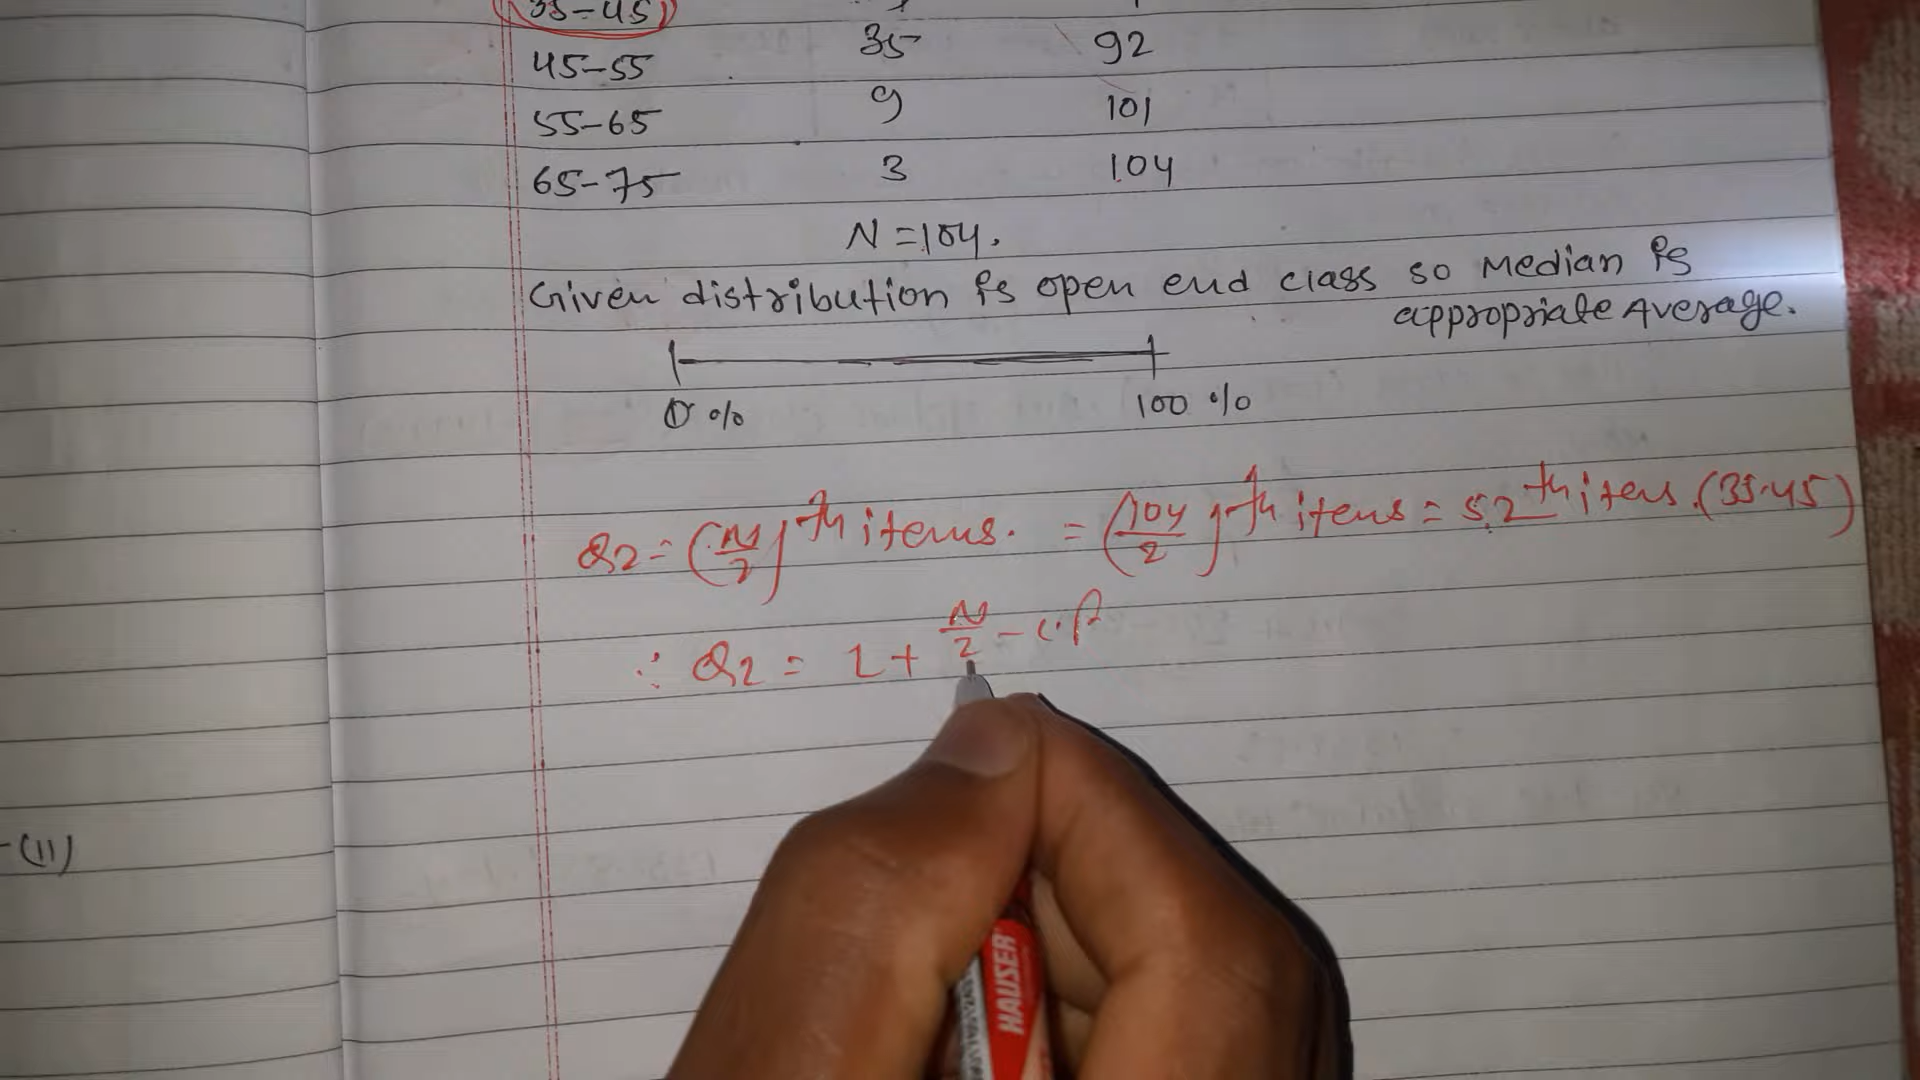 35-45
45-55 35 92
55-65 9 101
65-75 3 104
N = 104.
Given distribution is open end class so Median is
appropriate Average.
0 % 100 %
Q2 = (N/2)th items. = (104/2)th items = 52th items. (35-45)
∴ Q2 = L + N/2 - c.f
-(11)
HAUSER